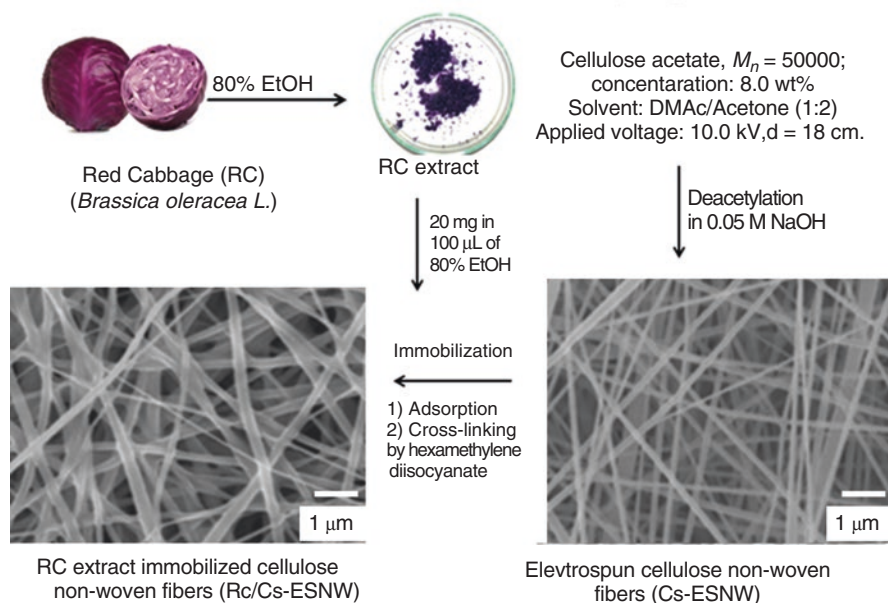 80% EtOH
Red Cabbage (RC)
(Brassica oleracea L.)
RC extract
Cellulose acetate, Mn = 50000;
concentaration: 8.0 wt%
Solvent: DMAc/Acetone (1:2)
Applied voltage: 10.0 kV,d = 18 cm.
20 mg in
100 μL of
80% EtOH
Deacetylation
in 0.05 M NaOH
Immobilization
1) Adsorption
2) Cross-linking
by hexamethylene
diisocyanate
1 μm
1 μm
RC extract immobilized cellulose
non-woven fibers (Rc/Cs-ESNW)
Elevtrospun cellulose non-woven
fibers (Cs-ESNW)